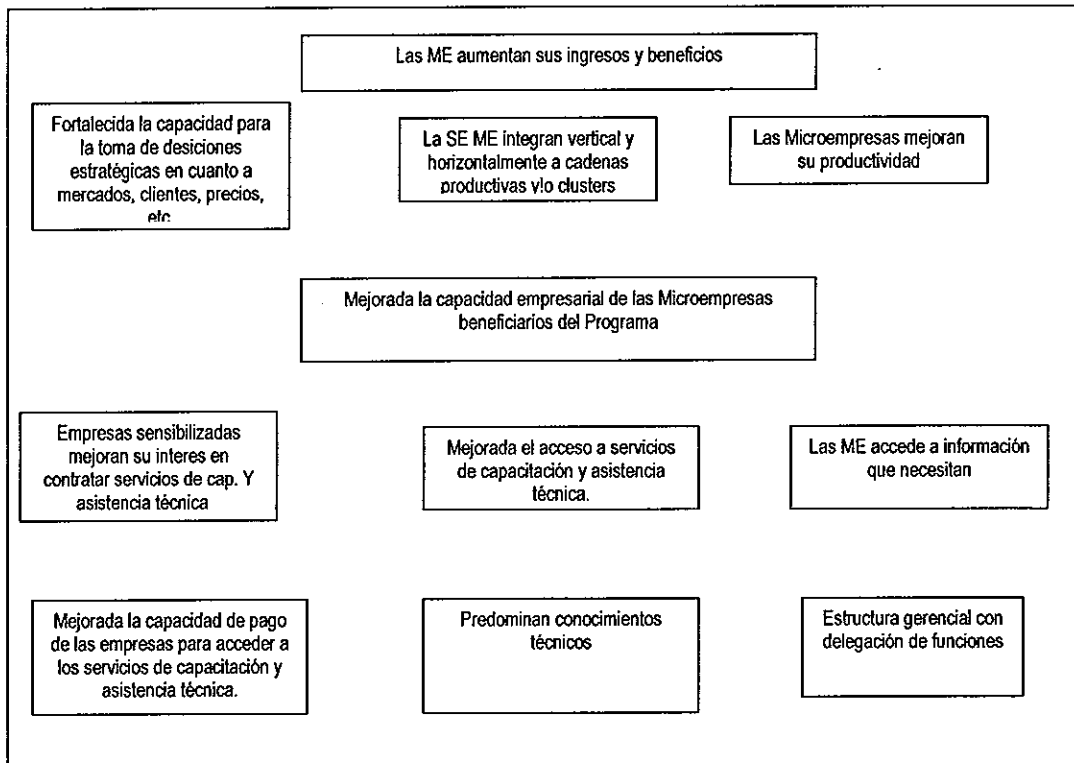 Las ME aumentan sus ingresos y beneficios
Fortalecida la capacidad para
la toma de desiciones
estratégicas en cuanto a
mercados, clientes, precios,
etc
La SE ME integran vertical y
horizontalmente a cadenas
productivas y/o clusters
Las Microempresas mejoran
su productividad
Mejorada la capacidad empresarial de las Microempresas
beneficiarios del Programa
Empresas sensibilizadas
mejoran su interes en
contratar servicios de cap. Y
asistencia técnica
Mejorada el acceso a servicios
de capacitación y asistencia
técnica.
Las ME accede a información
que necesitan
Mejorada la capacidad de pago
de las empresas para acceder a
los servicios de capacitación y
asistencia técnica.
Predominan conocimientos
técnicos
Estructura gerencial con
delegación de funciones